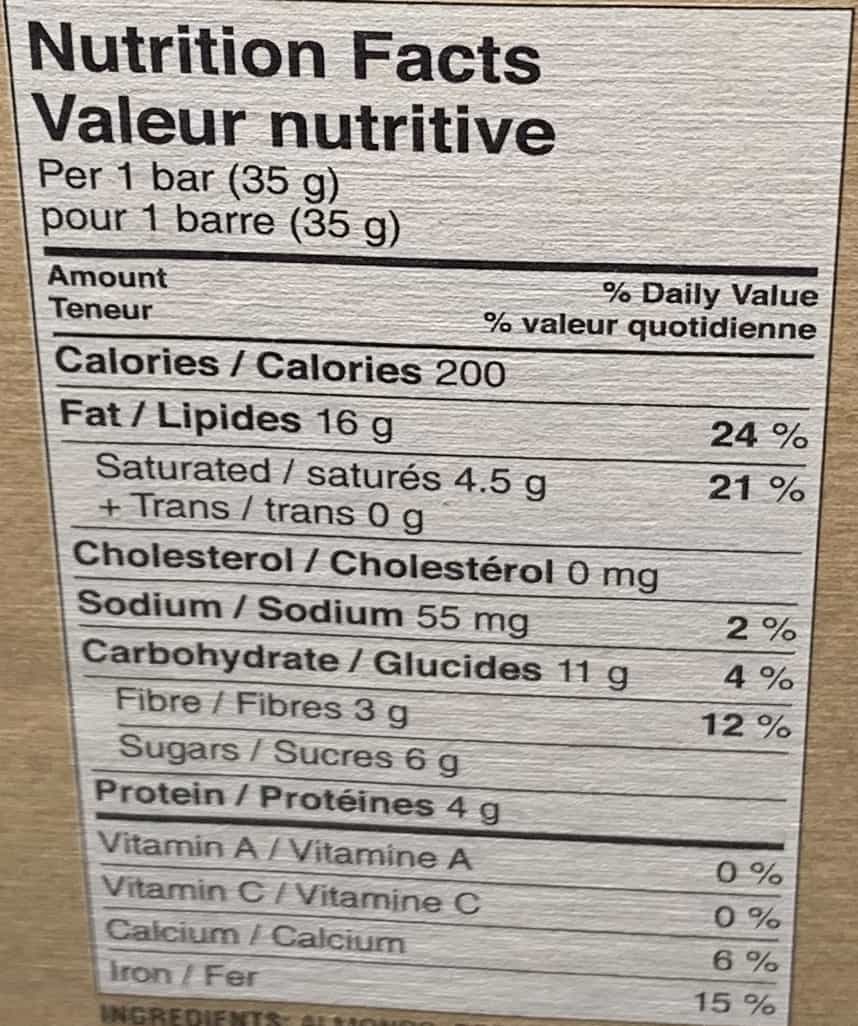 Nutrition Facts
Valeur nutritive
Per 1 bar (35 g)
pour 1 barre (35 g)
Amount % Daily Value
Teneur % valeur quotidienne
Calories / Calories 200
Fat / Lipides 16 g 24 %
Saturated / saturés 4.5 g 21 %
+ Trans / trans 0 g
Cholesterol / Cholestérol 0 mg
Sodium / Sodium 55 mg 2 %
Carbohydrate / Glucides 11 g 4 %
Fibre / Fibres 3 g 12 %
Sugars / Sucres 6 g
Protein / Protéines 4 g
Vitamin A / Vitamine A 0 %
Vitamin C / Vitamine C 0 %
Calcium / Calcium 6 %
Iron / Fer 15 %
INGREDIENTS: